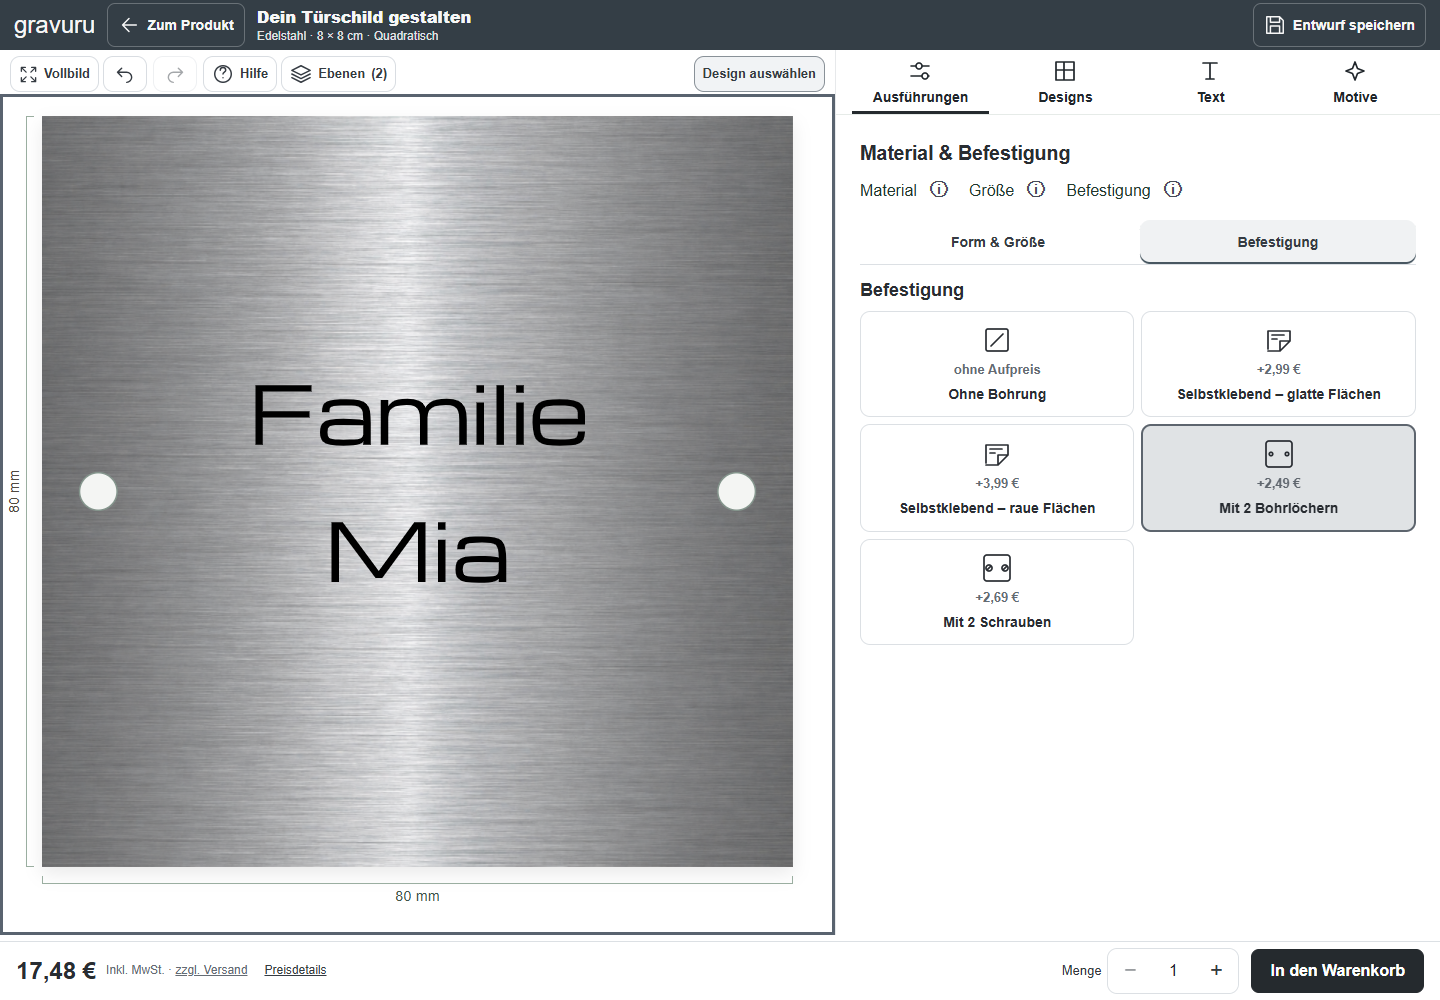 gravuru
Zum Produkt
Dein Türschild gestalten
Edelstahl · 8 × 8 cm · Quadratisch
Entwurf speichern
Vollbild
Hilfe
Ebenen (2)
Design auswählen
Ausführungen
Designs
Text
Motive
80 mm
Familie
Mia
80 mm
Material & Befestigung
Material
Größe
Befestigung
Form & Größe
Befestigung
Befestigung
ohne Aufpreis
Ohne Bohrung
+2,99 €
Selbstklebend – glatte Flächen
+3,99 €
Selbstklebend – raue Flächen
+2,49 €
Mit 2 Bohrlöchern
+2,69 €
Mit 2 Schrauben
17,48 €
Inkl. MwSt. · zzgl. Versand
Preisdetails
Menge
1
In den Warenkorb